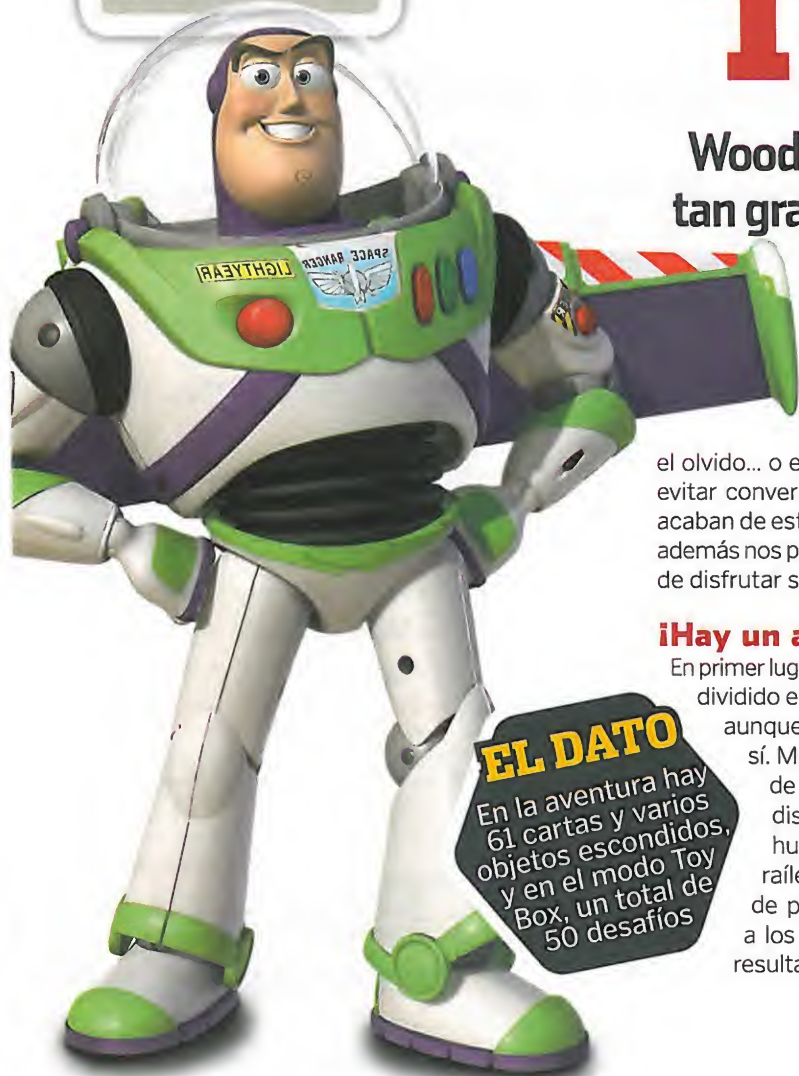 Wood
tan gra
LIGHTYEAR
SPACE RANGER
el olvido... o e
evitar conver
acaban de est
además nos p
de disfrutar s
¡Hay un a
En primer lug
dividido e
aunque
sí. M
de
dis
hu
raíle
de p
a los
resulta
EL DATO
En la aventura hay
61 cartas y varios
objetos escondidos,
y en el modo Toy
Box, un total de
50 desafíos